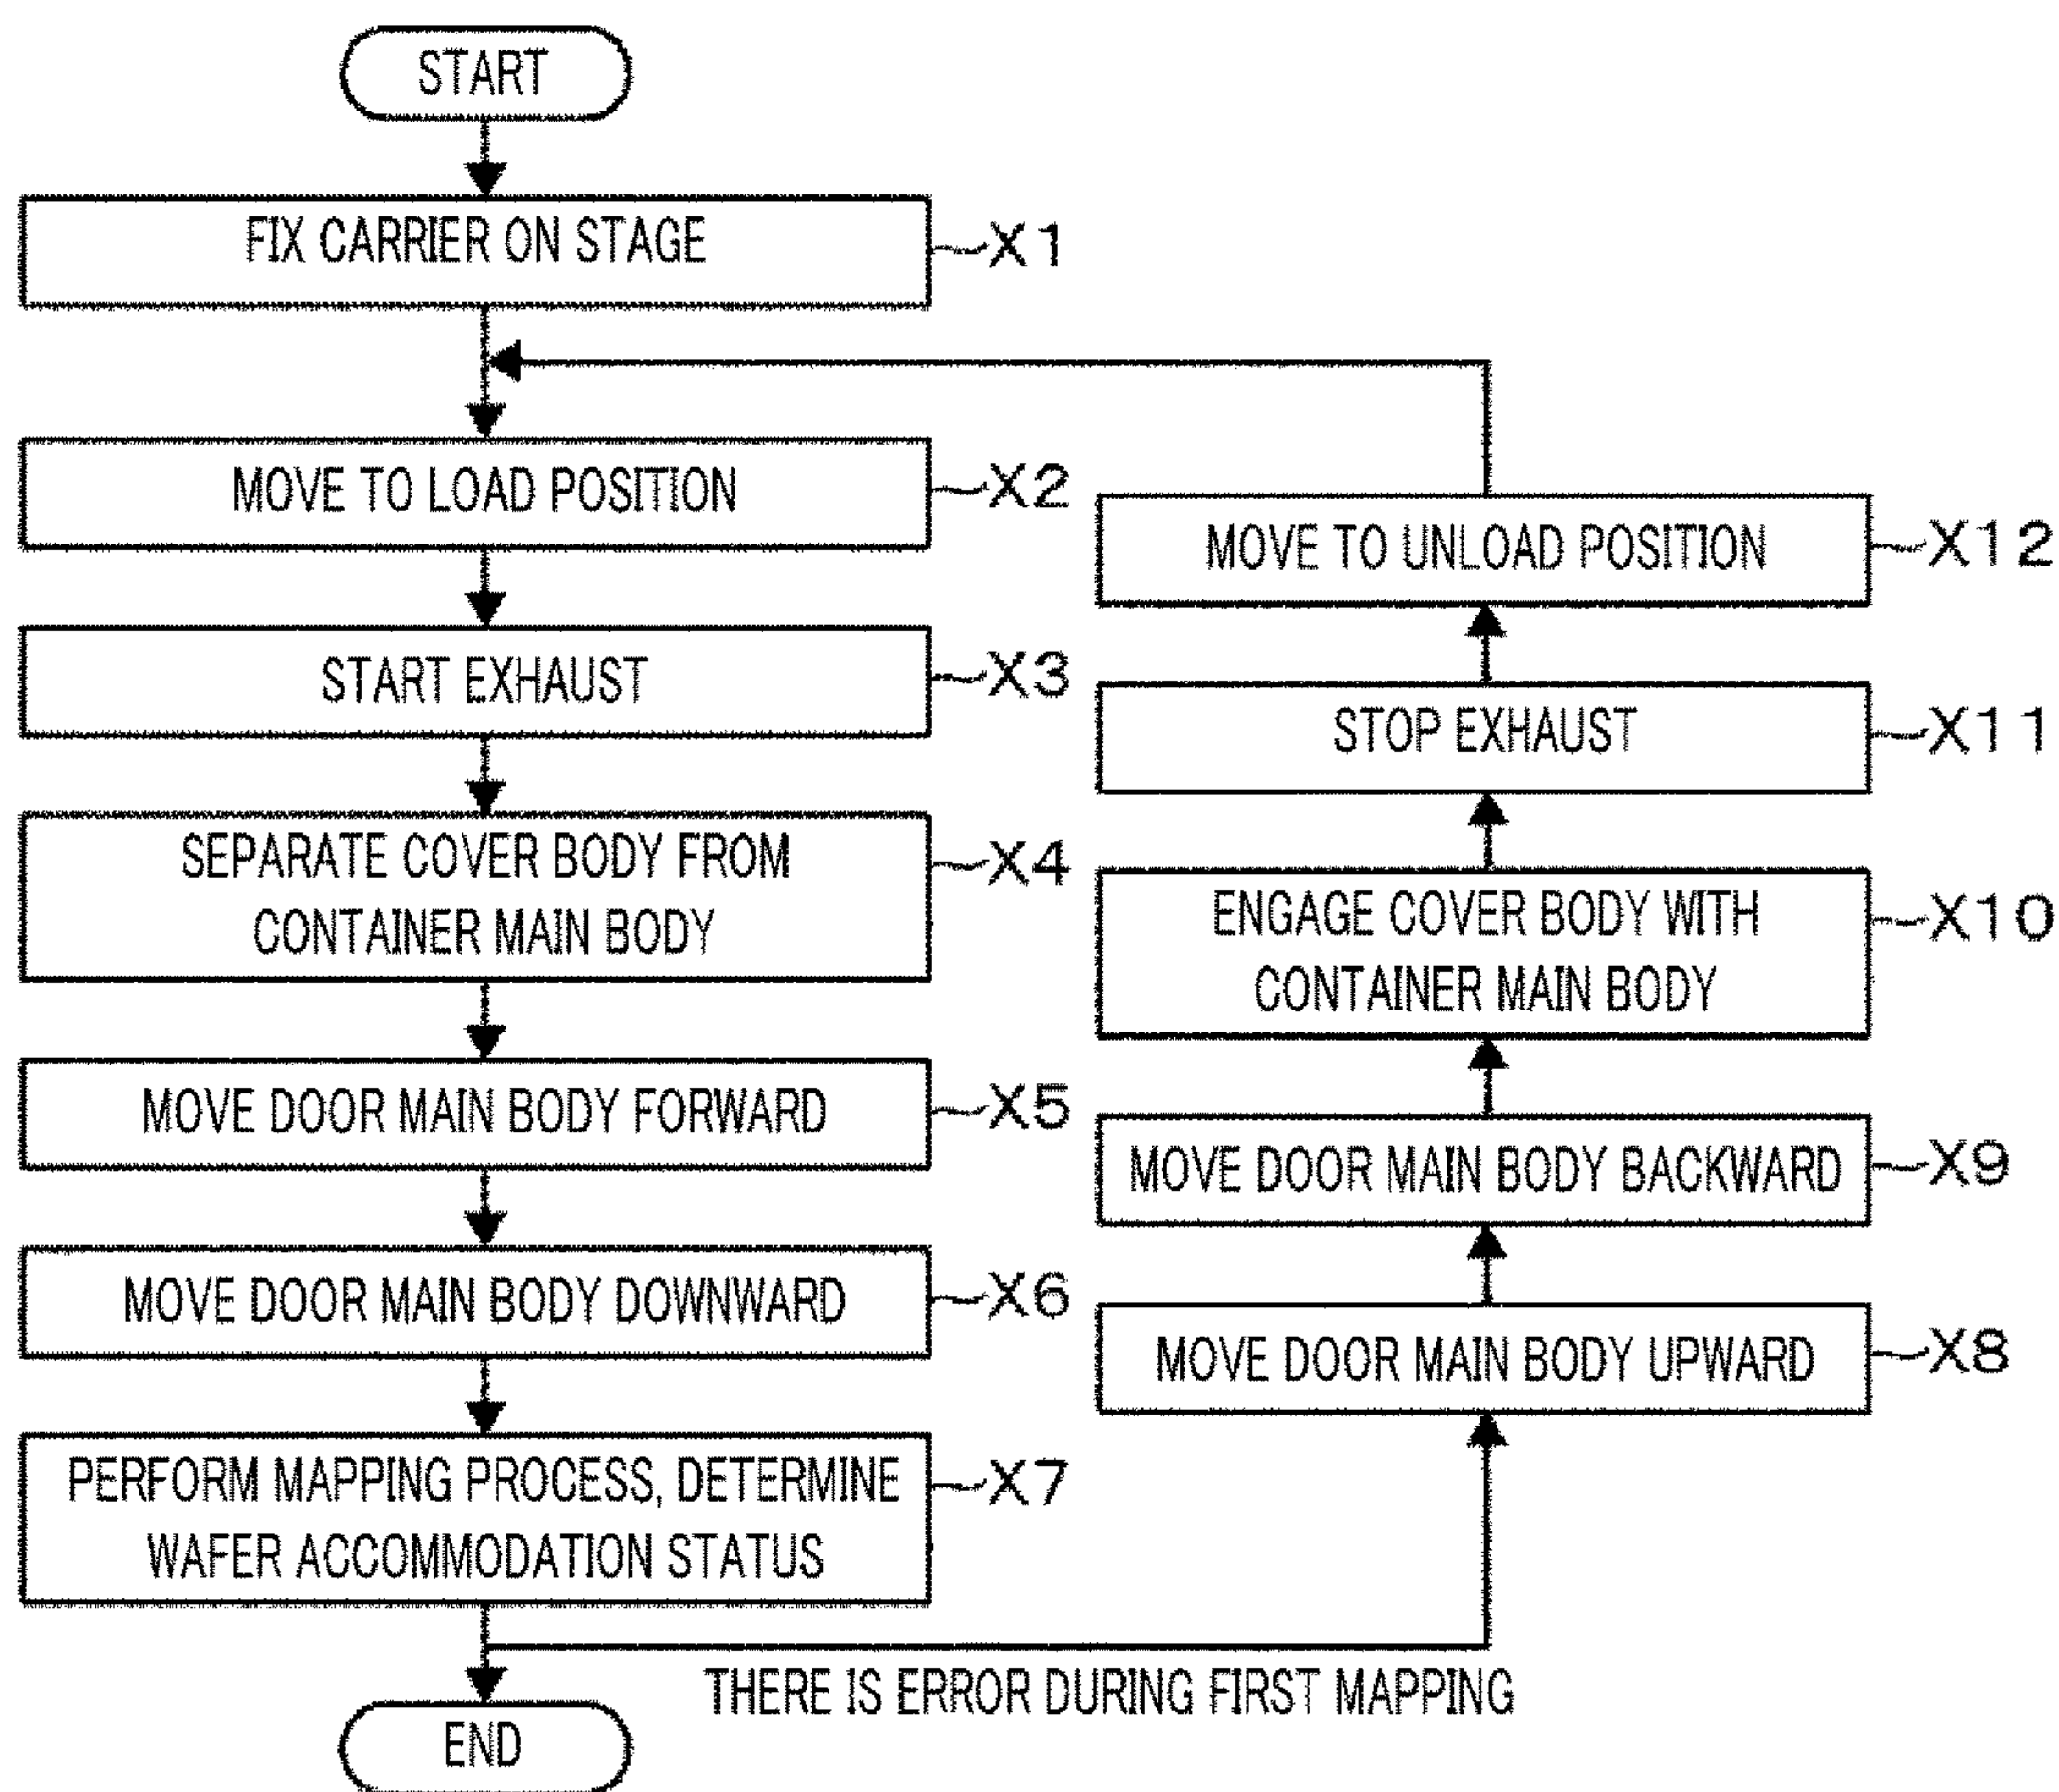 START
FIX CARRIER ON STAGE
X1
MOVE TO LOAD POSITION
X2
START EXHAUST
X3
SEPARATE COVER BODY FROM
CONTAINER MAIN BODY
X4
MOVE DOOR MAIN BODY FORWARD
X5
MOVE DOOR MAIN BODY DOWNWARD
X6
PERFORM MAPPING PROCESS, DETERMINE
WAFER ACCOMMODATION STATUS
X7
THERE IS ERROR DURING FIRST MAPPING
END
MOVE TO UNLOAD POSITION
X12
STOP EXHAUST
X11
ENGAGE COVER BODY WITH
CONTAINER MAIN BODY
X10
MOVE DOOR MAIN BODY BACKWARD
X9
MOVE DOOR MAIN BODY UPWARD
X8